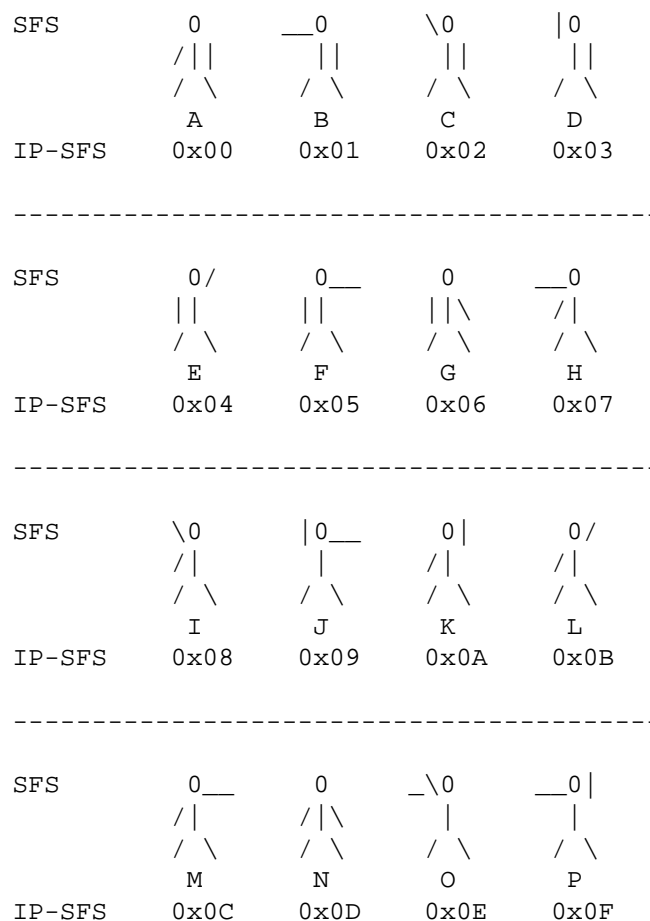 SFS         0      __0       \0      |0
          /||        ||        ||       ||
          / \       / \       / \     / \
           A         B         C       D
IP-SFS    0x00      0x01      0x02    0x03
-----------------------------------------
SFS        0/        0__       0      __0
          ||        ||        ||\      /|
          / \       / \       / \     / \
           E         F         G       H
IP-SFS    0x04      0x05      0x06    0x07
-----------------------------------------
SFS       \0        |0__       0|       0/
          /|         |        /|       /|
          / \       / \       / \     / \
           I         J         K       L
IP-SFS    0x08      0x09      0x0A    0x0B
-----------------------------------------
SFS        0__       0       _\0     __0|
          /|        /|\        |        |
          / \       / \       / \     / \
           M         N         O       P
IP-SFS    0x0C      0x0D      0x0E    0x0F